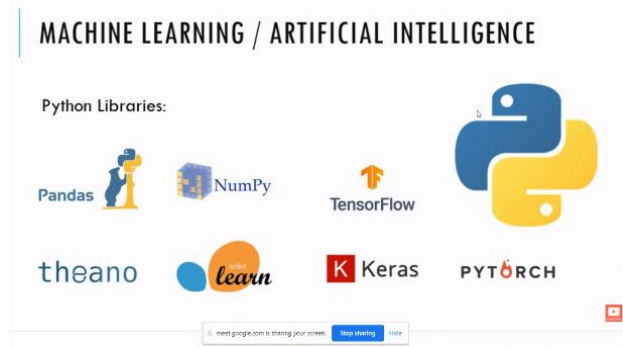 MACHINE LEARNING / ARTIFICIAL INTELLIGENCE
Python Libraries:
Pandas
NumPy
TensorFlow
theano
scikit
learn
K Keras
PYTORCH
meet.google.com is sharing your screen.
Stop sharing
Hide